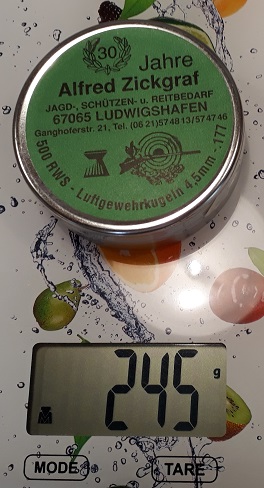 30
Jahre
Alfred Zickgraf
JAGD-, SCHÜTZEN- u. REITBEDARF
67065 LUDWIGSHAFEN
Ganghoferstr. 21, Tel. (06 21) 57 48 13 / 57 47 46
500 RWS - Luftgewehrkugeln 4,5mm -.177
245 g
MODE
TARE